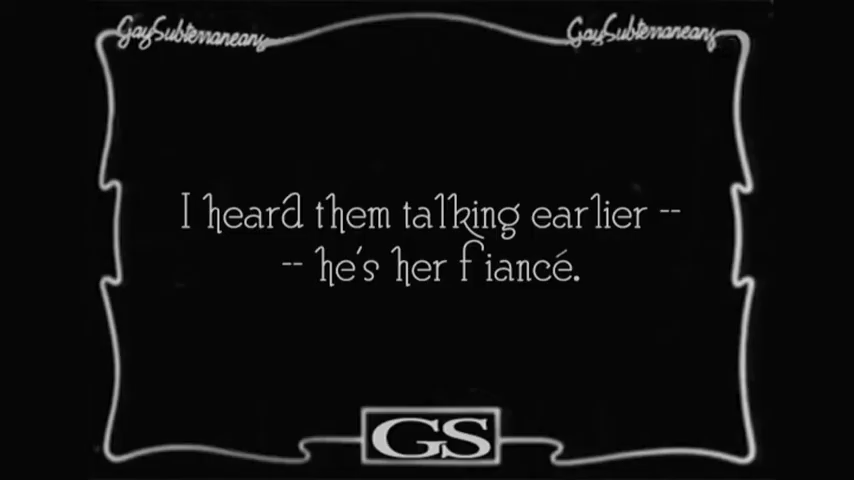 GaySubterraneans GaySubterraneans
I heard them talking earlier --
-- he's her fiancé.
GS